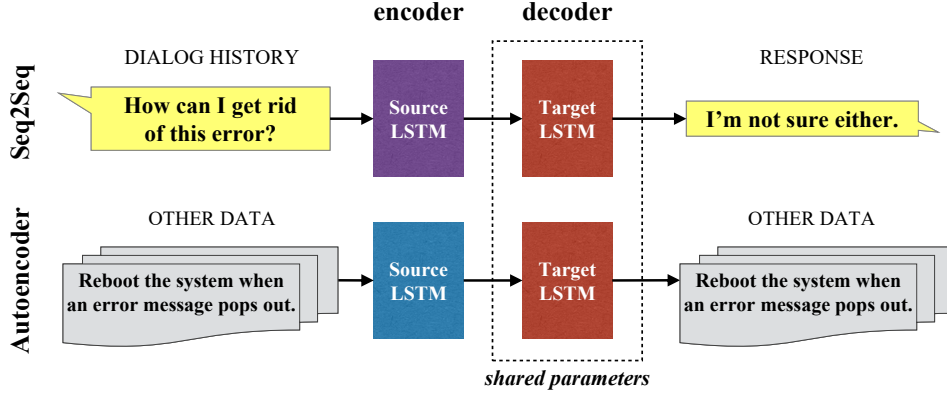 encoder
decoder
Seq2Seq
DIALOG HISTORY
How can I get rid
of this error?
Source
LSTM
Target
LSTM
RESPONSE
I'm not sure either.
Autoencoder
OTHER DATA
Reboot the system when
an error message pops out.
Source
LSTM
Target
LSTM
OTHER DATA
Reboot the system when
an error message pops out.
shared parameters